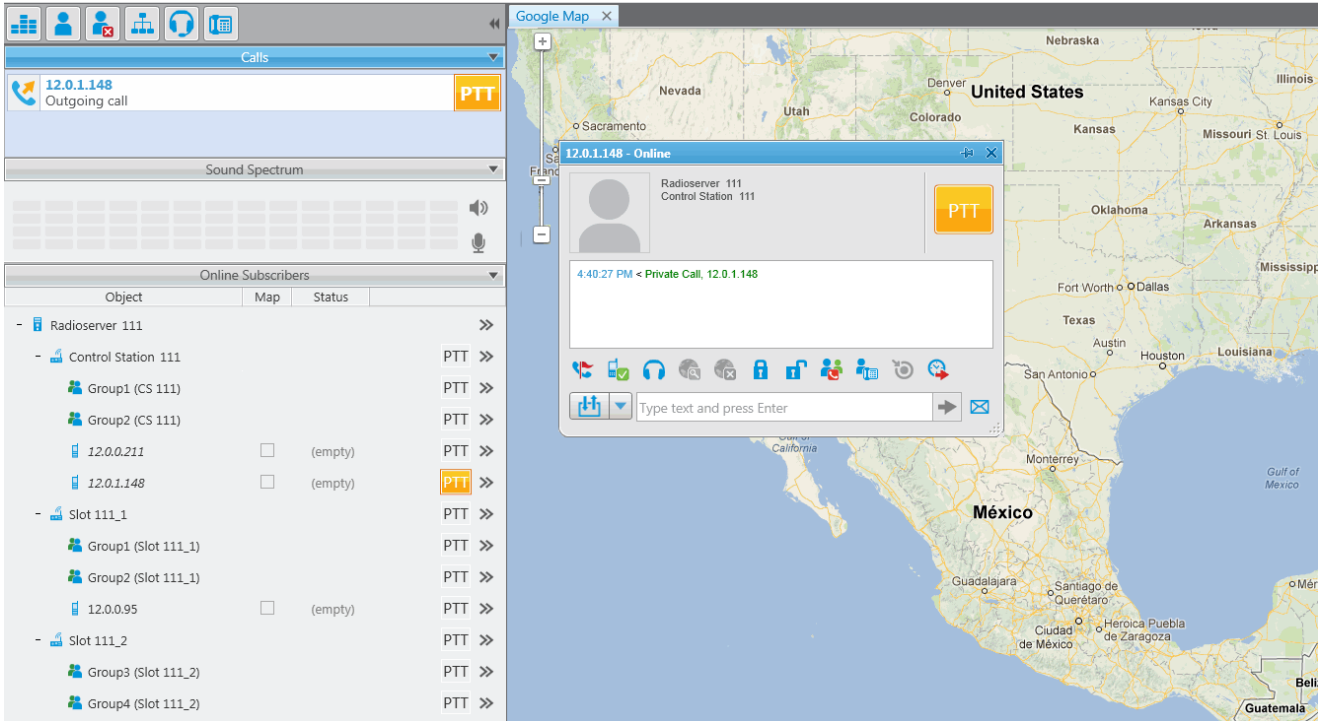 Calls
12.0.1.148
Outgoing call
PTT
Sound Spectrum
Online Subscribers
Object Map Status
- Radioserver 111
- Control Station 111 PTT
Group1 (CS 111) PTT
Group2 (CS 111) PTT
12.0.0.211 (empty) PTT
12.0.1.148 (empty) PTT
- Slot 111_1 PTT
Group1 (Slot 111_1) PTT
Group2 (Slot 111_1) PTT
12.0.0.95 (empty) PTT
- Slot 111_2 PTT
Group3 (Slot 111_2) PTT
Group4 (Slot 111_2) PTT
Google Map
Nebraska
Illinois
Nevada
Denver
United States
Utah
Colorado
Kansas City
Sacramento
Kansas
Missouri
St. Louis
12.0.1.148 - Online
Radioserver 111
Control Station 111
PTT
4:40:27 PM < Private Call, 12.0.1.148
Type text and press Enter
Oklahoma
Arkansas
Mississipp
Fort Worth
Dallas
Texas
Austin
Houston
Louisiana
San Antonio
California
Monterrey
Gulf of
Mexico
México
Guadalajara
Santiago de
Querétaro
Ciudad
de México
Heroica Puebla
de Zaragoza
Mér
Beli
Guatemala